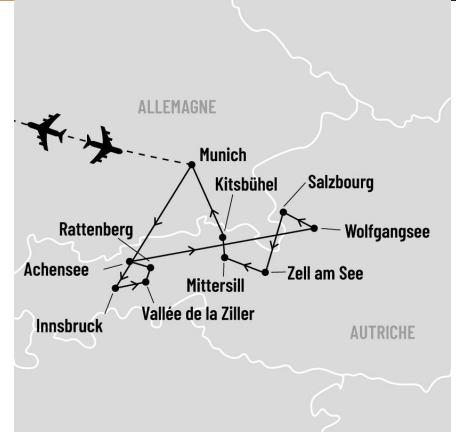 ALLEMAGNE
Munich
Kitsbühel
Salzbourg
Rattenberg
Wolfgangsee
Achensee
Zell am See
Mittersill
Vallée de la Ziller
Innsbruck
AUTRICHE